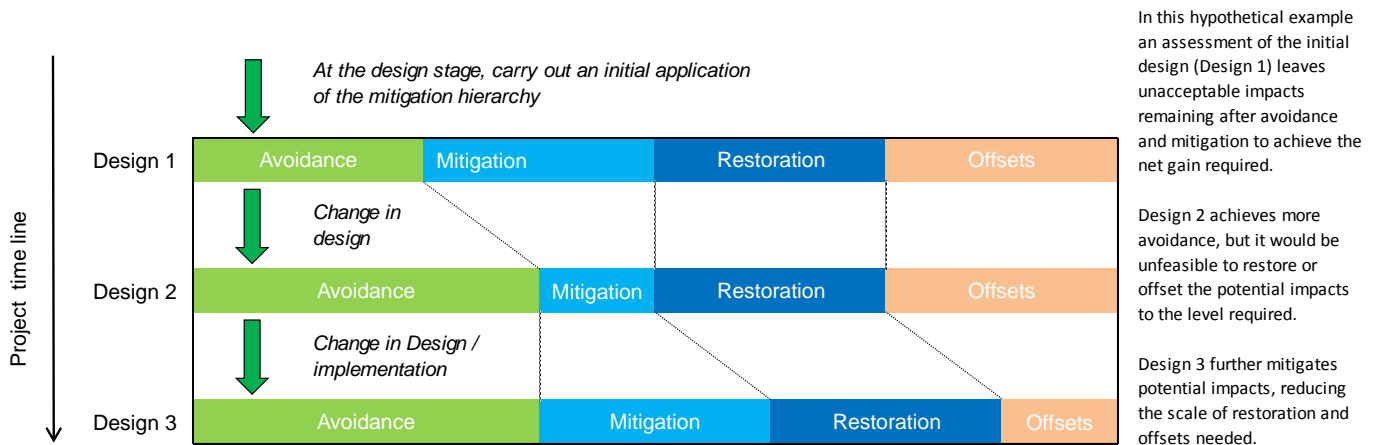 At the design stage, carry out an initial application
of the mitigation hierarchy
Project time line
Design 1
Avoidance
Mitigation
Restoration
Offsets
Change in
design
Design 2
Avoidance
Mitigation
Restoration
Offsets
Change in Design /
implementation
Design 3
Avoidance
Mitigation
Restoration
Offsets
In this hypothetical example
an assessment of the initial
design (Design 1) leaves
unacceptable impacts
remaining after avoidance
and mitigation to achieve the
net gain required.
Design 2 achieves more
avoidance, but it would be
unfeasible to restore or
offset the potential impacts
to the level required.
Design 3 further mitigates
potential impacts, reducing
the scale of restoration and
offsets needed.